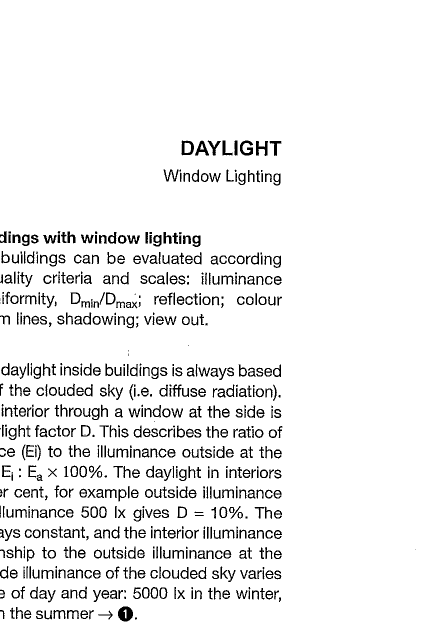 DAYLIGHT
Window Lighting
dings with window lighting
buildings can be evaluated according
uality criteria and scales: illuminance
iformity, Dmin/Dmax; reflection; colour
m lines, shadowing; view out.
daylight inside buildings is always based
f the clouded sky (i.e. diffuse radiation).
interior through a window at the side is
light factor D. This describes the ratio of
ce (Ei) to the illuminance outside at the
Ei : Ea × 100%. The daylight in interiors
er cent, for example outside illuminance
lluminance 500 lx gives D = 10%. The
ays constant, and the interior illuminance
nship to the outside illuminance at the
de illuminance of the clouded sky varies
e of day and year: 5000 lx in the winter,
n the summer → ❶.